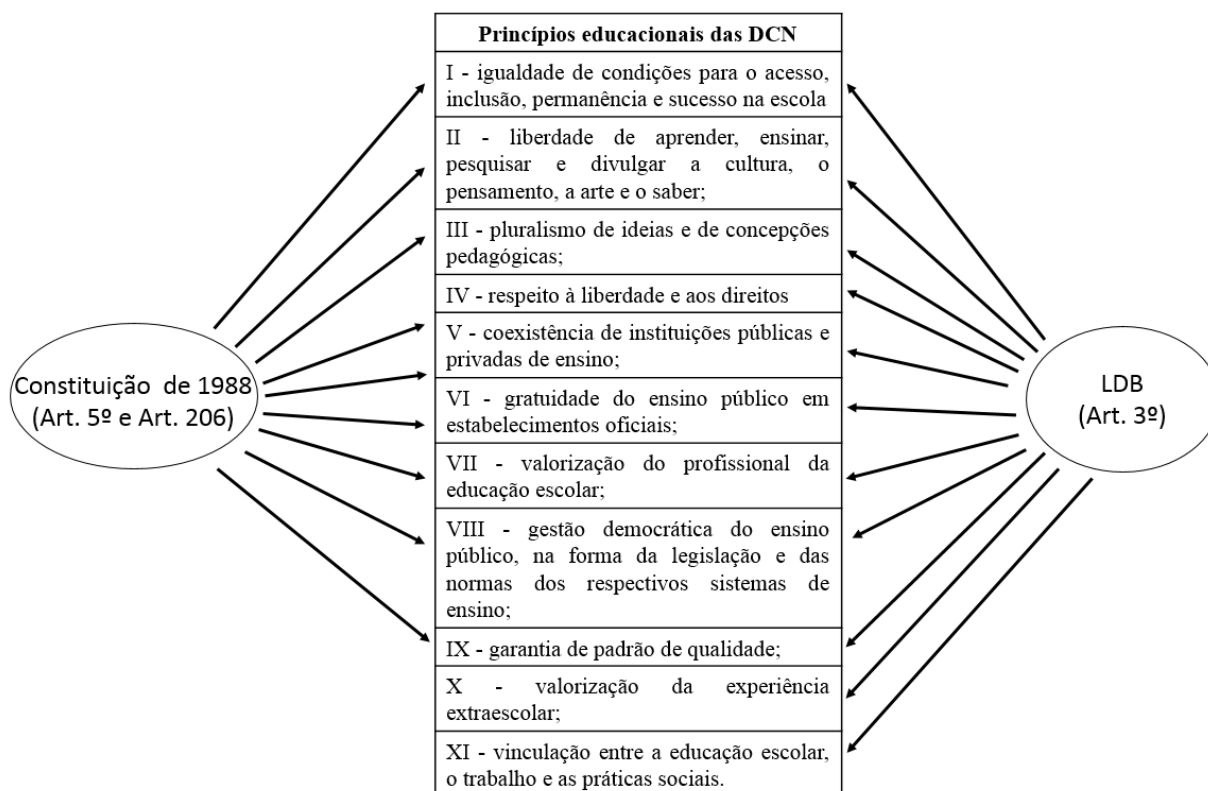 Princípios educacionais das DCN
I - igualdade de condições para o acesso,
inclusão, permanência e sucesso na escola
II - liberdade de aprender, ensinar,
pesquisar e divulgar a cultura, o
pensamento, a arte e o saber;
III - pluralismo de ideias e de concepções
pedagógicas;
IV - respeito à liberdade e aos direitos
V - coexistência de instituições públicas e
privadas de ensino;
VI - gratuidade do ensino público em
estabelecimentos oficiais;
VII - valorização do profissional da
educação escolar;
VIII - gestão democrática do ensino
público, na forma da legislação e das
normas dos respectivos sistemas de
ensino;
IX - garantia de padrão de qualidade;
X - valorização da experiência
extraescolar;
XI - vinculação entre a educação escolar,
o trabalho e as práticas sociais.
Constituição de 1988
(Art. 5º e Art. 206)
LDB
(Art. 3º)